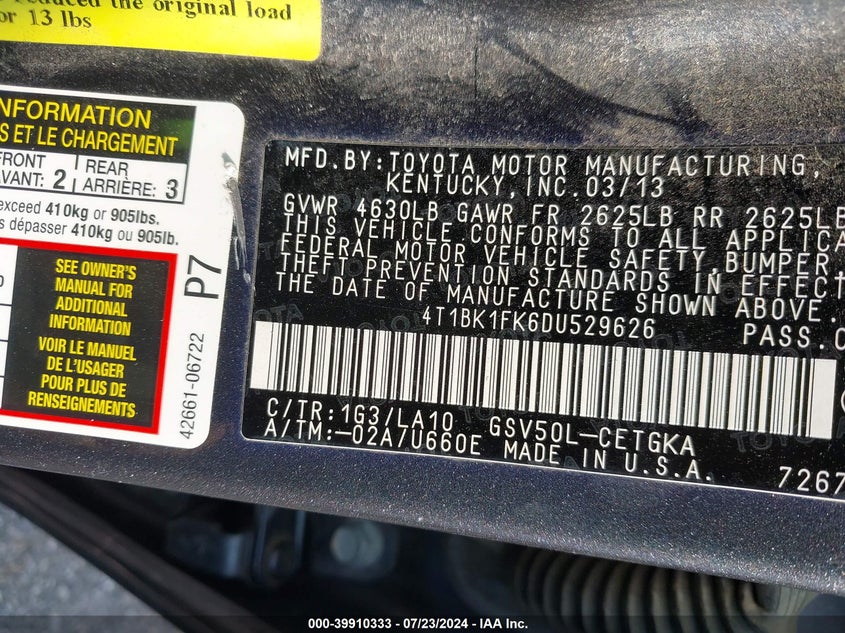 reduced the original load
or 13 lbs
INFORMATION
S ET LE CHARGEMENT
FRONT
AVANT: 2
REAR
ARRIÈRE: 3
exceed 410kg or 905lbs.
s dépasser 410kg ou 905lb.
SEE OWNER'S
MANUAL FOR
ADDITIONAL
INFORMATION
VOIR LE MANUEL
DE L'USAGER
POUR PLUS DE
RENSEIGNEMENTS
P7
42661-06722
MFD.BY:TOYOTA MOTOR MANUFACTURING,
KENTUCKY,INC.03/13
GVWR 4630LB GAWR FR 2625LB RR 2625LB
THIS VEHICLE CONFORMS TO ALL APPLICA
FEDERAL MOTOR VEHICLE SAFETY,BUMPER,
THEFT PREVENTION STANDARDS IN EFFECT
THE DATE OF MANUFACTURE SHOWN ABOVE.
4T1BK1FK6DU529626 PASS.C
C/TR:1G3/LA10 GSV50L-CETGKA
A/TM:-02A/U660E MADE IN U.S.A.
7267
000-39910333 / 07/23/2024 - IAA Inc.